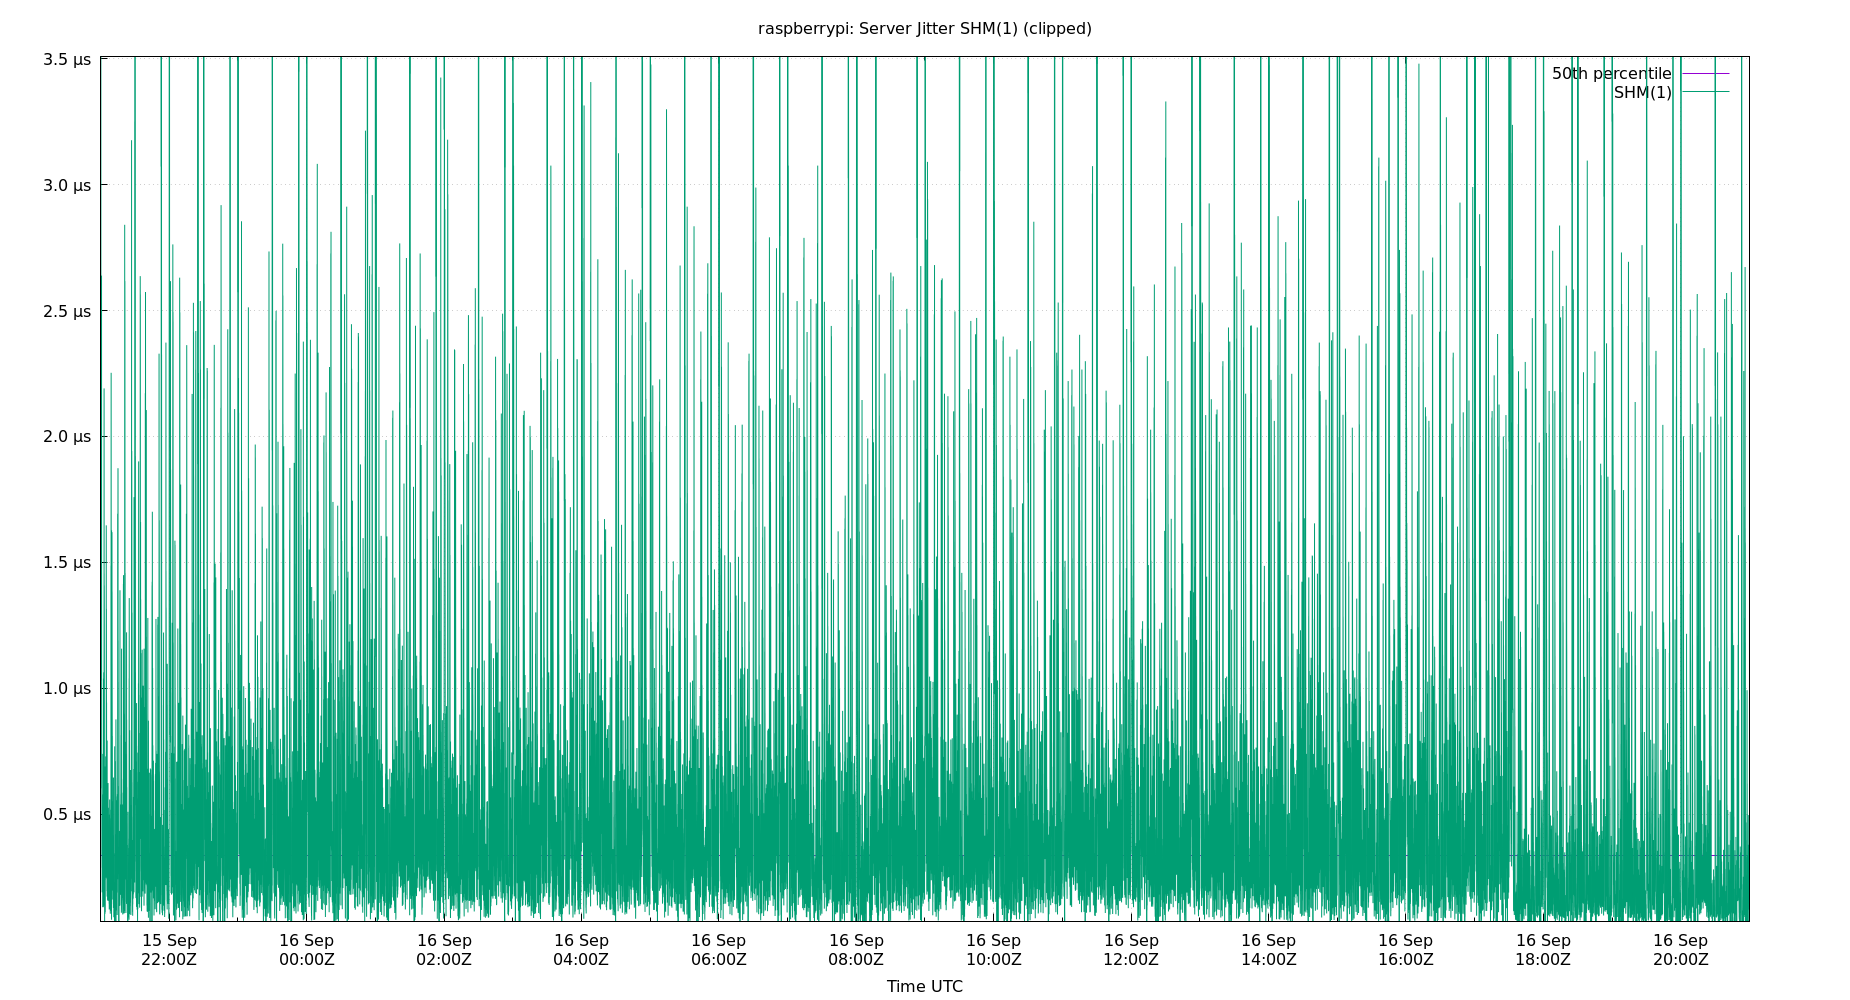 raspberrypi: Server Jitter SHM(1) (clipped)
3.5 µs
3.0 µs
2.5 µs
2.0 µs
1.5 µs
1.0 µs
0.5 µs
50th percentile
SHM(1)
15 Sep 16 Sep 16 Sep 16 Sep 16 Sep 16 Sep 16 Sep 16 Sep 16 Sep 16 Sep 16 Sep 16 Sep
22:00Z 00:00Z 02:00Z 04:00Z 06:00Z 08:00Z 10:00Z 12:00Z 14:00Z 16:00Z 18:00Z 20:00Z
Time UTC